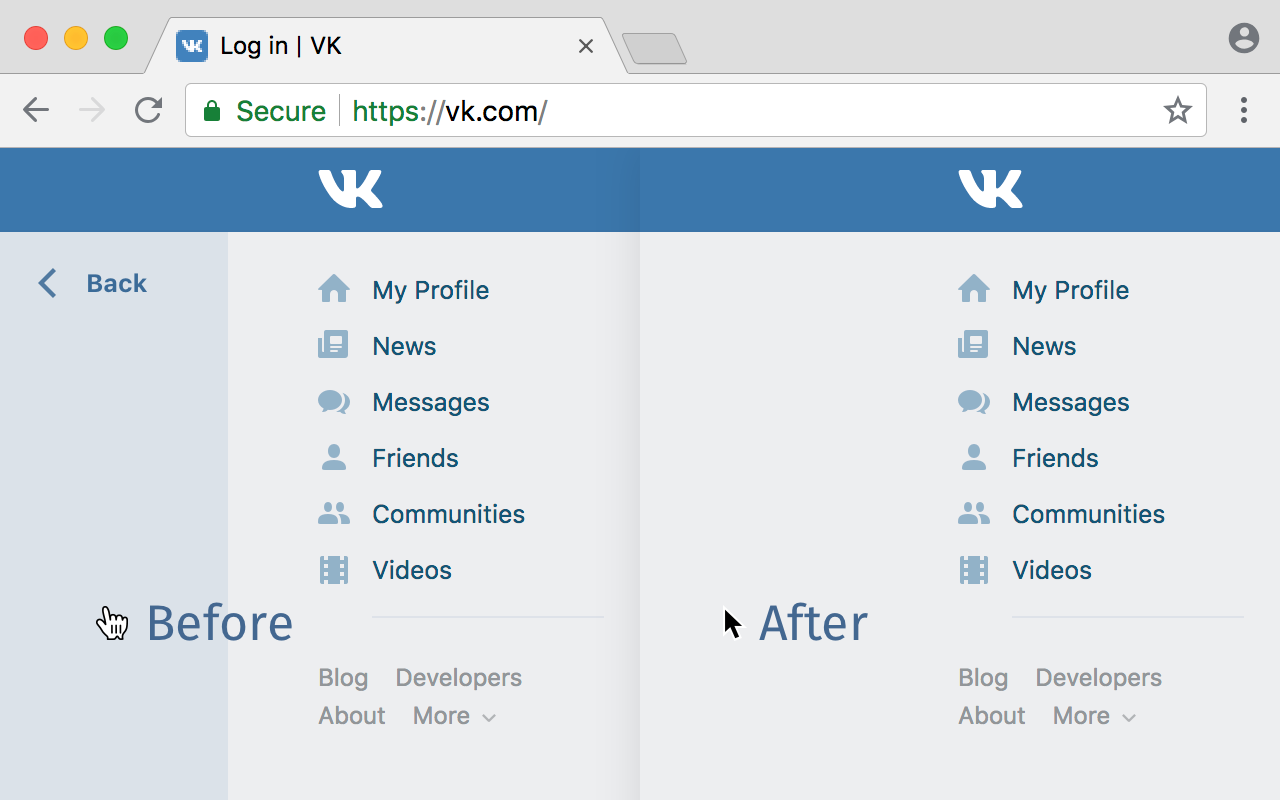 Log in | VK
Secure https://vk.com/
VK
Back
My Profile
News
Messages
Friends
Communities
Videos
Before
Blog Developers
About More
VK
My Profile
News
Messages
Friends
Communities
Videos
After
Blog Developers
About More